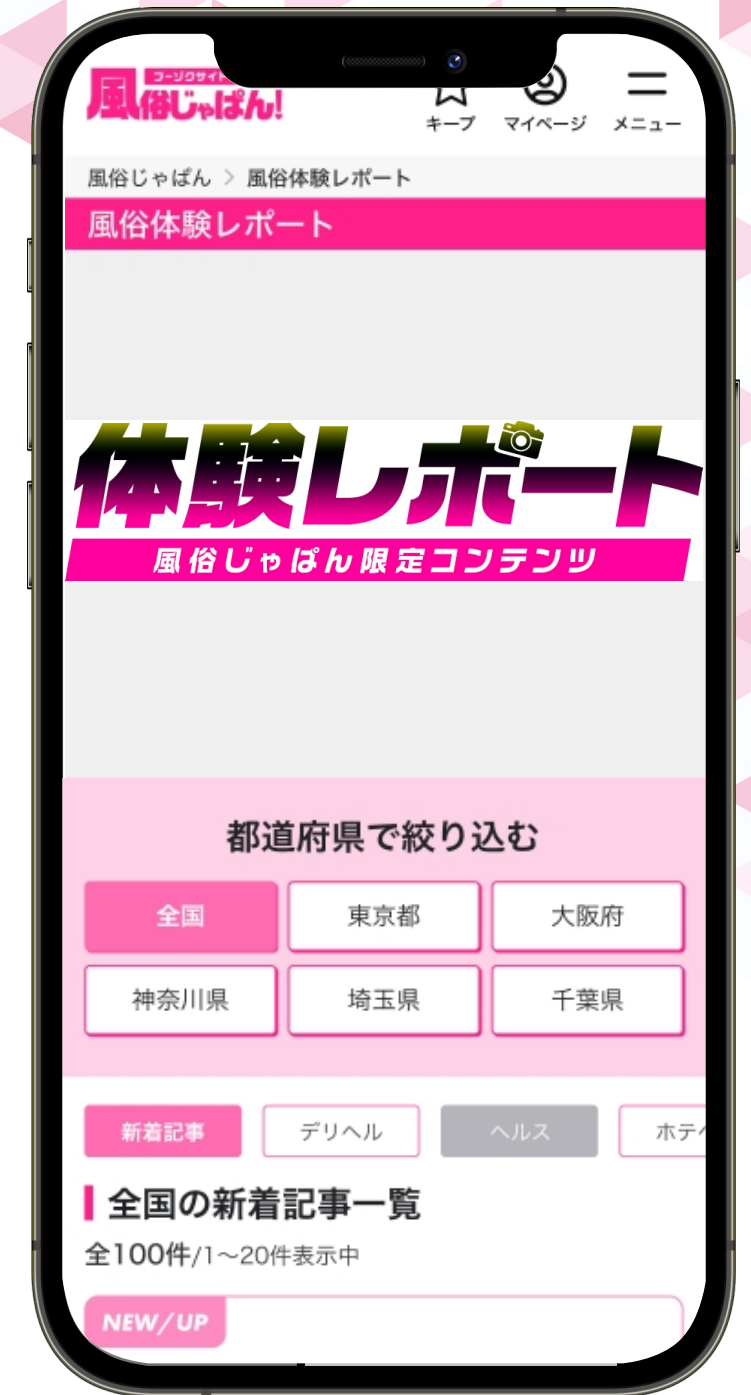 フーゾクサイト
風俗じゃぱん!
キープ マイページ メニュー
風俗じゃぱん > 風俗体験レポート
風俗体験レポート
体験レポート
風俗じゃぱん限定コンテンツ
都道府県で絞り込む
全国 東京都 大阪府
神奈川県 埼玉県 千葉県
新着記事 デリヘル ヘルス ホテ
全国の新着記事一覧
全100件/1〜20件表示中
NEW/UP